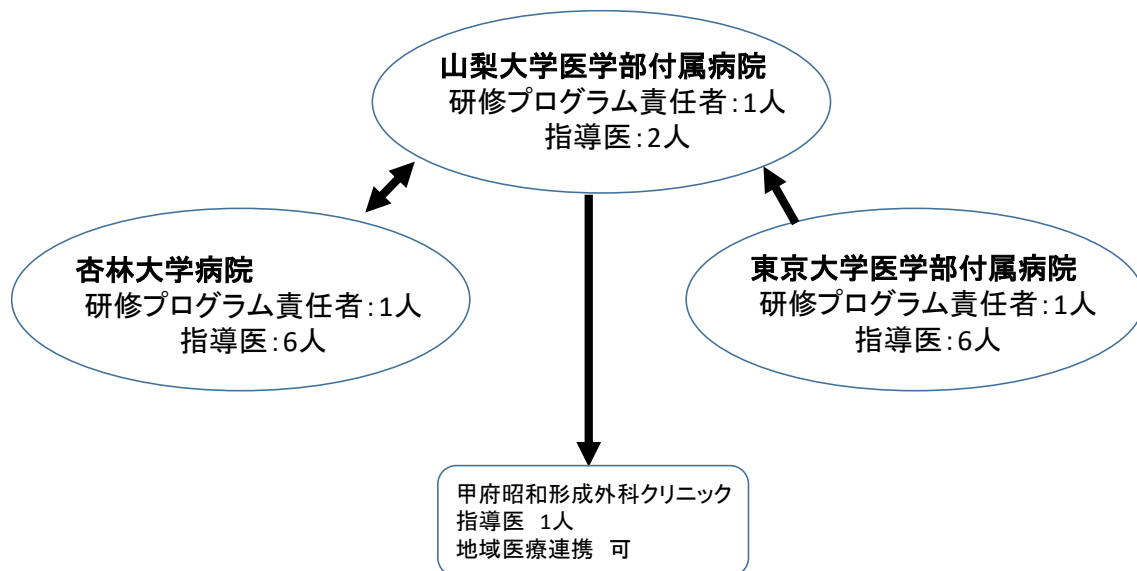 山梨大学医学部付属病院
研修プログラム責任者:1人
指導医:2人
杏林大学病院
研修プログラム責任者:1人
指導医:6人
東京大学医学部付属病院
研修プログラム責任者:1人
指導医:6人
甲府昭和形成外科クリニック
指導医 1人
地域医療連携 可